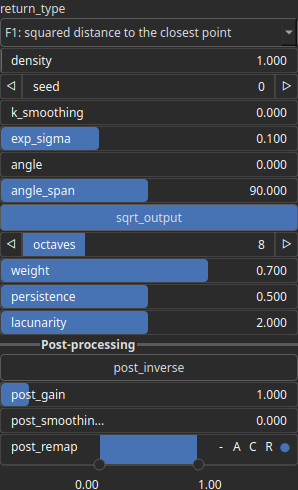 return_type
F1: squared distance to the closest point
density 1.000
seed 0
k_smoothing 0.000
exp_sigma 0.100
angle 0.000
angle_span 90.000
sqrt_output
octaves 8
weight 0.700
persistence 0.500
lacunarity 2.000
Post-processing
post_inverse
post_gain 1.000
post_smoothin... 0.000
post_remap - A C R
0.00 1.00